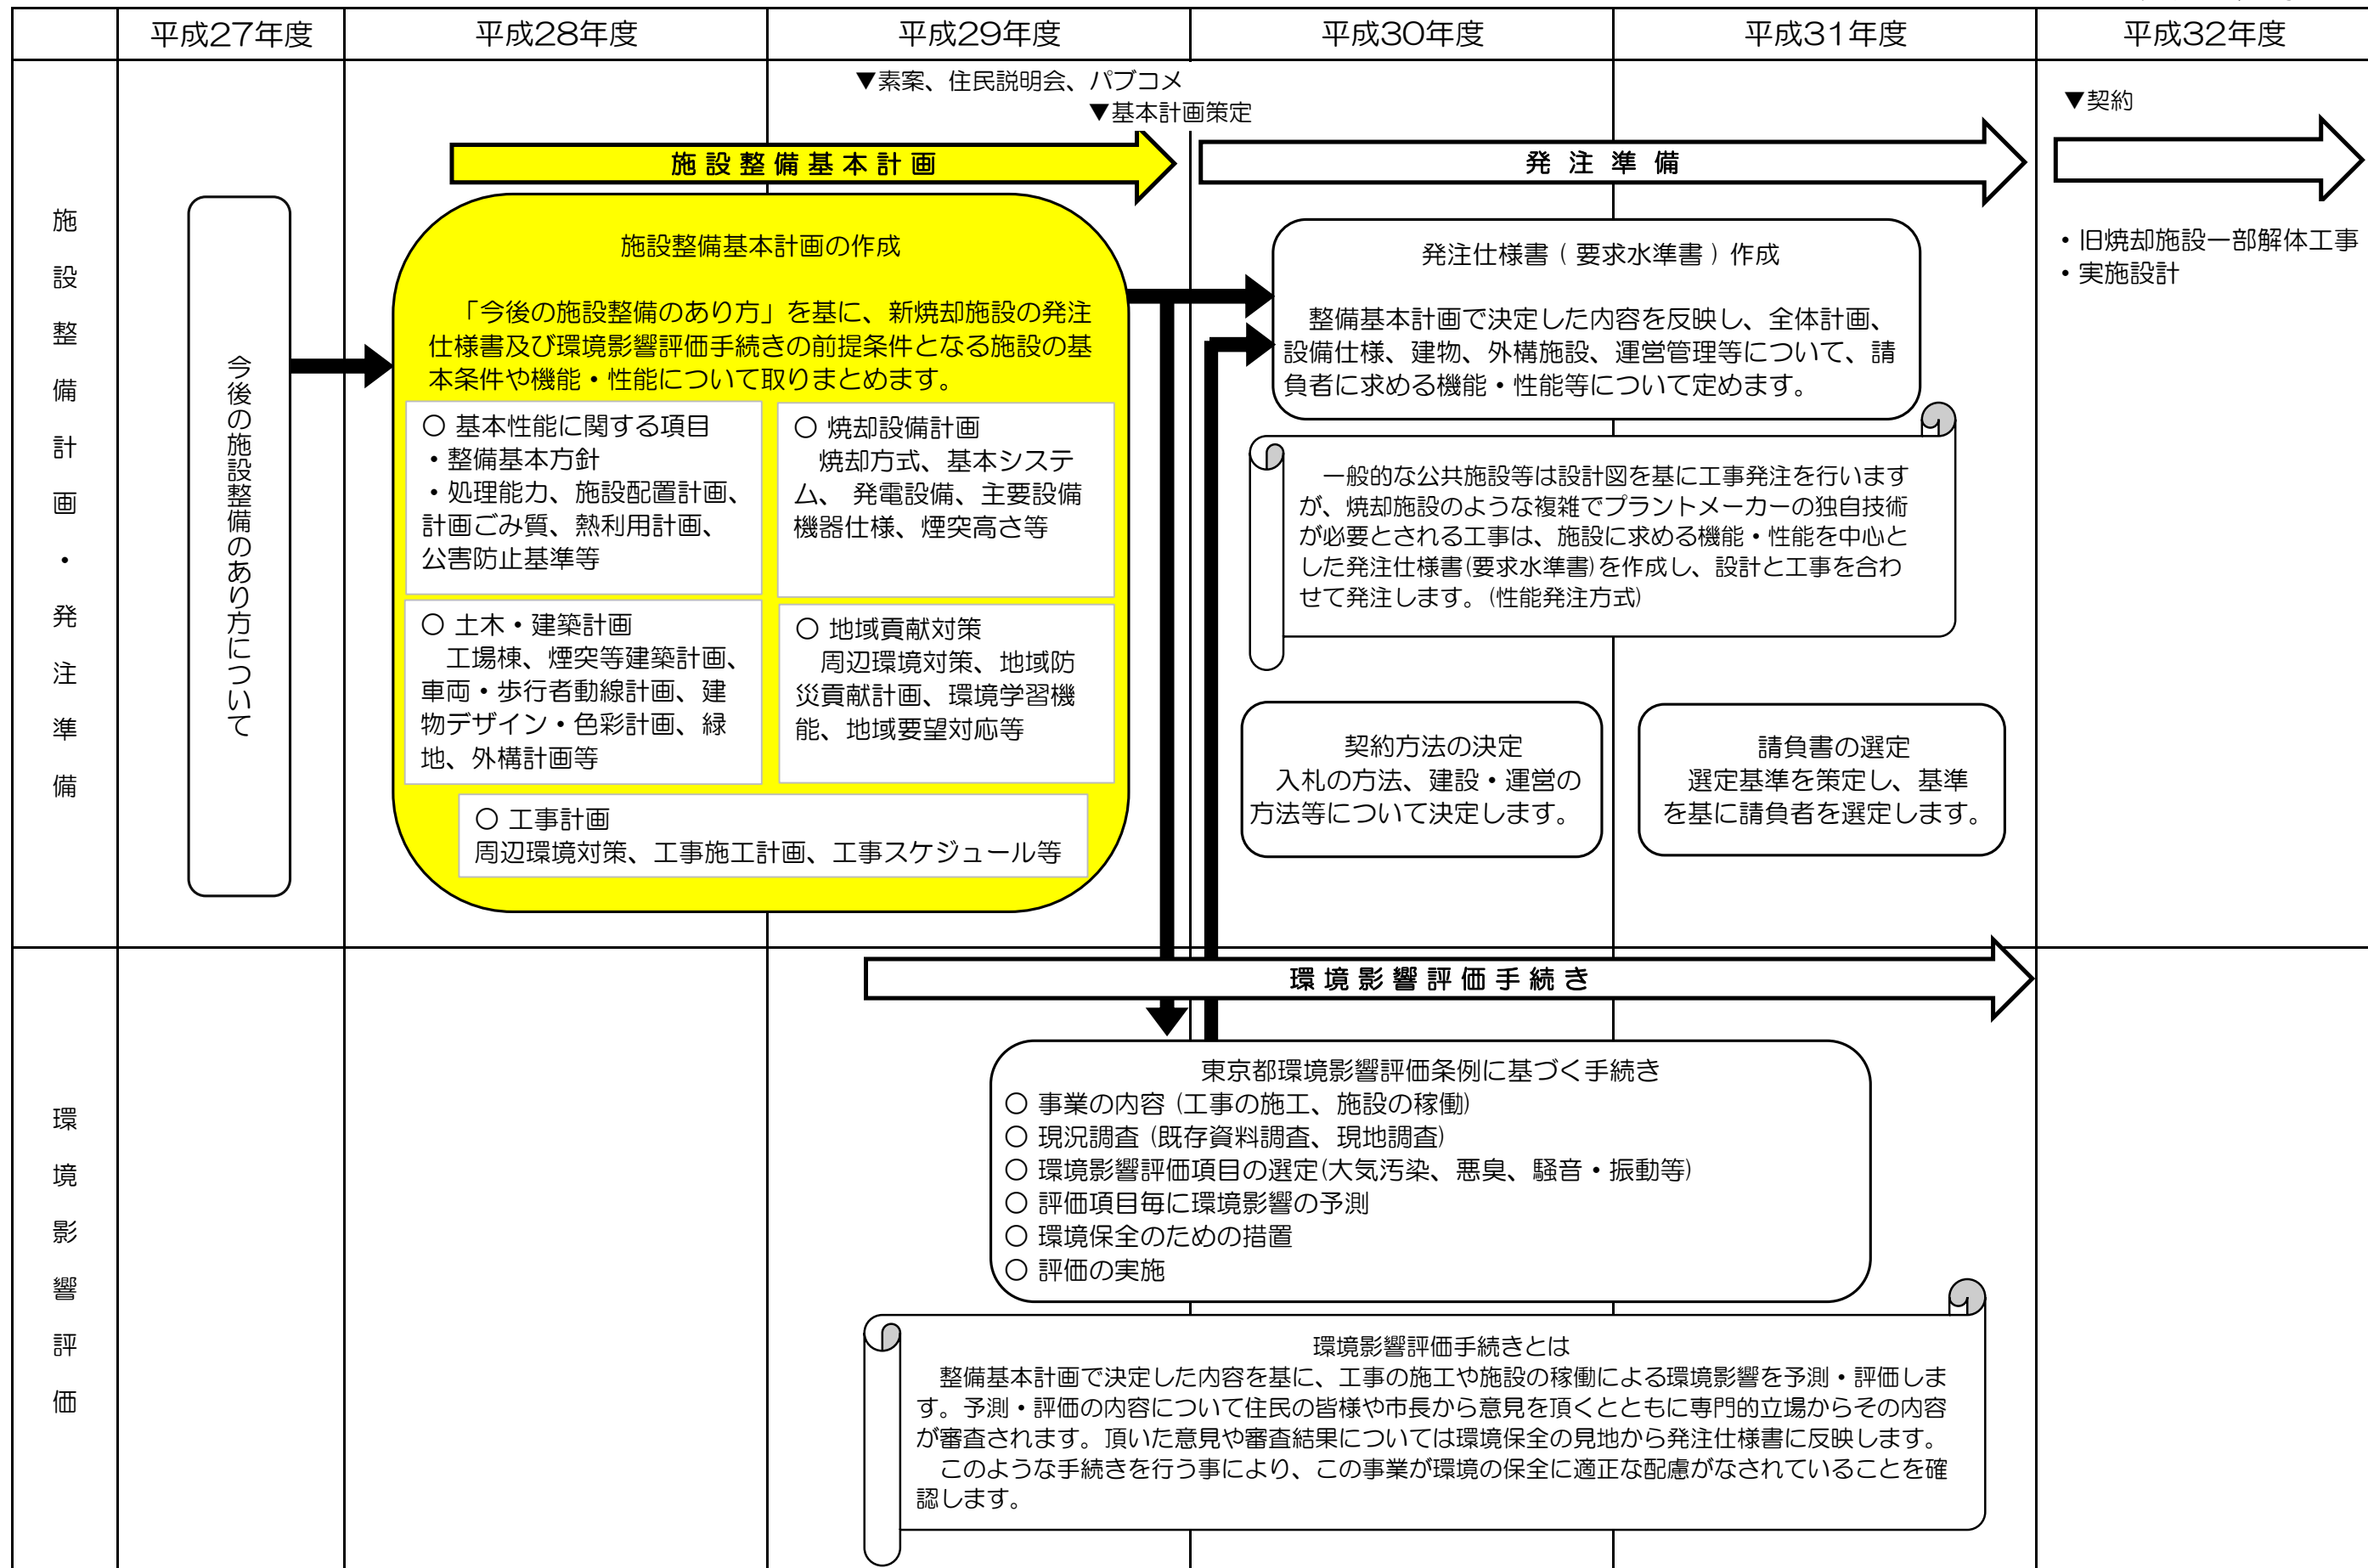 平成27年度 平成28年度 平成29年度 平成30年度 平成31年度 平成32年度
施設整備計画・発注準備
今後の施設整備のあり方について
▼素案、住民説明会、パブコメ
▼基本計画策定
施設整備基本計画
施設整備基本計画の作成
「今後の施設整備のあり方」を基に、新焼却施設の発注
仕様書及び環境影響評価手続きの前提条件となる施設の基
本条件や機能・性能について取りまとめます。
○ 基本性能に関する項目
・整備基本方針
・処理能力、施設配置計画、
計画ごみ質、熱利用計画、
公害防止基準等
○ 焼却設備計画
焼却方式、基本システ
ム、 発電設備、主要設備
機器仕様、煙突高さ等
○ 土木・建築計画
工場棟、煙突等建築計画、
車両・歩行者動線計画、建
物デザイン・色彩計画、緑
地、外構計画等
○ 地域貢献対策
周辺環境対策、地域防
災貢献計画、環境学習機
能、地域要望対応等
○ 工事計画
周辺環境対策、工事施工計画、工事スケジュール等
発注準備
発注仕様書(要求水準書)作成
整備基本計画で決定した内容を反映し、全体計画、
設備仕様、建物、外構施設、運営管理等について、請
負者に求める機能・性能等について定めます。
一般的な公共施設等は設計図を基に工事発注を行います
が、焼却施設のような複雑でプラントメーカーの独自技術
が必要とされる工事は、施設に求める機能・性能を中心と
した発注仕様書(要求水準書)を作成し、設計と工事を合わ
せて発注します。(性能発注方式)
契約方法の決定
入札の方法、建設・運営の
方法等について決定します。
請負書の選定
選定基準を策定し、基準
を基に請負者を選定します。
▼契約
・旧焼却施設一部解体工事
・実施設計
環境影響評価
環境影響評価手続き
東京都環境影響評価条例に基づく手続き
○ 事業の内容 (工事の施工、施設の稼働)
○ 現況調査 (既存資料調査、現地調査)
○ 環境影響評価項目の選定(大気汚染、悪臭、騒音・振動等)
○ 評価項目毎に環境影響の予測
○ 環境保全のための措置
○ 評価の実施
環境影響評価手続きとは
整備基本計画で決定した内容を基に、工事の施工や施設の稼働による環境影響を予測・評価しま
す。予測・評価の内容について住民の皆様や市長から意見を頂くとともに専門的立場からその内容
が審査されます。頂いた意見や審査結果については環境保全の見地から発注仕様書に反映します。
このような手続きを行う事により、この事業が環境の保全に適正な配慮がなされていることを確
認します。